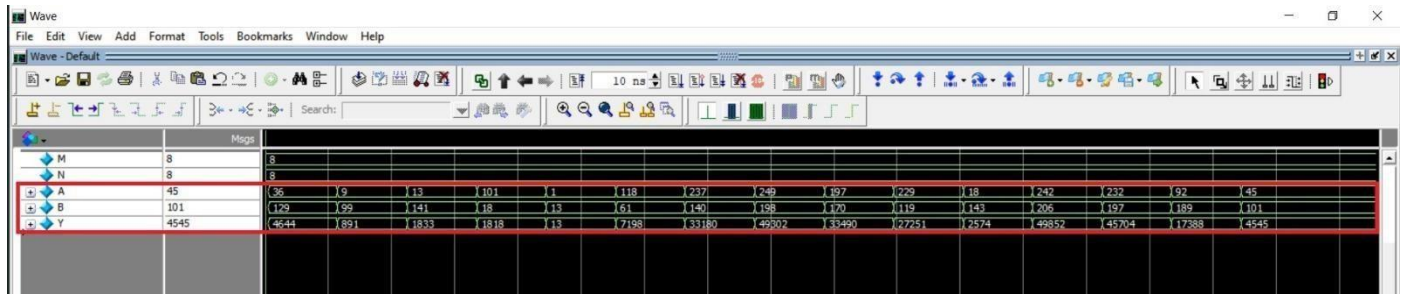 Wave
File Edit View Add Format Tools Bookmarks Window Help
Wave - Default
10 ns
Search:
Msgs
M 8 8
N 8 8
A 45 36 9 13 101 1 118 237 249 197 229 18 242 232 92 45
B 101 129 99 141 18 13 61 140 198 170 119 143 206 197 189 101
Y 4545 4644 891 1833 1818 13 7198 33180 49302 33490 27251 2574 49852 45704 17388 4545